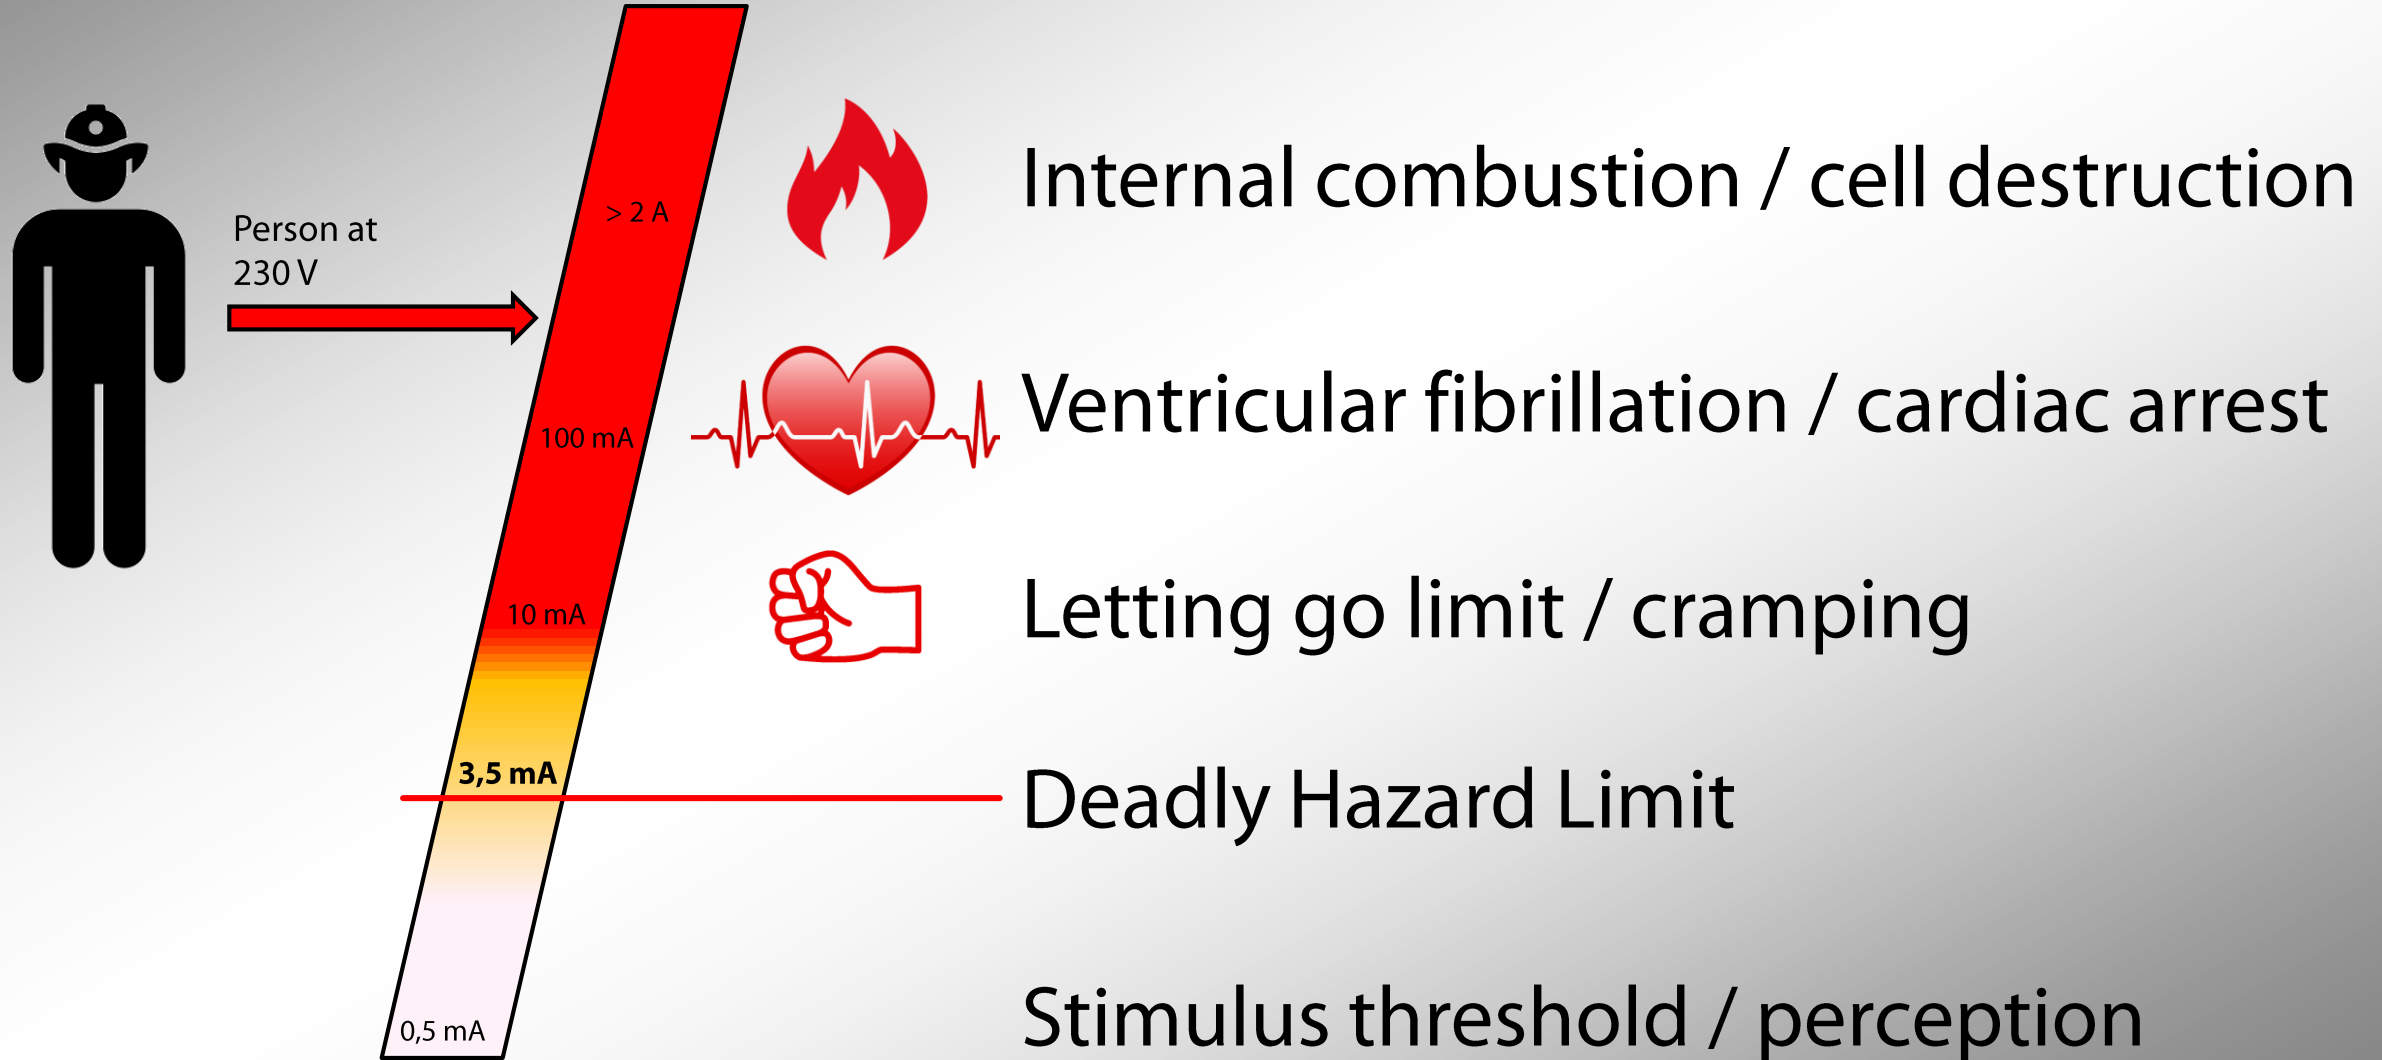 Person at
230 V
> 2 A
Internal combustion / cell destruction
100 mA
Ventricular fibrillation / cardiac arrest
10 mA
Letting go limit / cramping
3,5 mA
Deadly Hazard Limit
0,5 mA
Stimulus threshold / perception